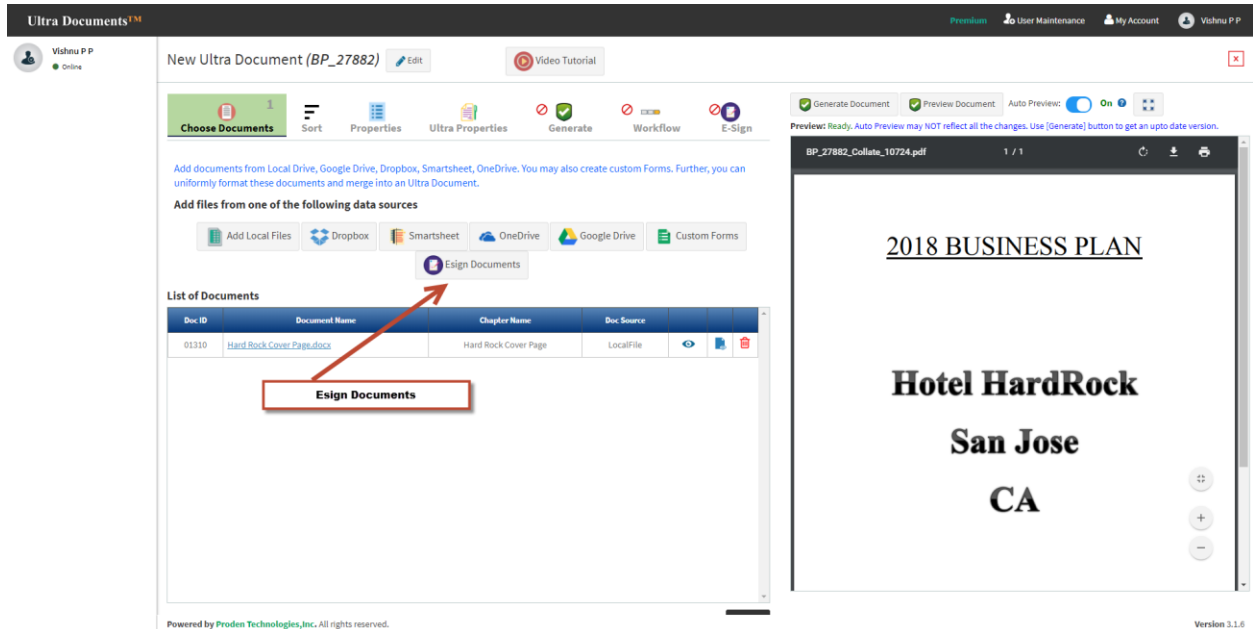 Ultra Documents™
Premium
User Maintenance
My Account
Vishnu P P
Vishnu P P
Online
New Ultra Document (BP_27882)
Edit
Video Tutorial
x
1
Choose Documents
Sort
Properties
Ultra Properties
Generate
Workflow
E-Sign
Add documents from Local Drive, Google Drive, Dropbox, Smartsheet, OneDrive. You may also create custom Forms. Further, you can
uniformly format these documents and merge into an Ultra Document.
Add files from one of the following data sources
Add Local Files
Dropbox
Smartsheet
OneDrive
Google Drive
Custom Forms
Esign Documents
List of Documents
Doc ID Document Name Chapter Name Doc Source
01310 Hard Rock Cover Page.docx Hard Rock Cover Page LocalFile
Esign Documents
Generate Document
Preview Document
Auto Preview: On
Preview: Ready. Auto Preview may NOT reflect all the changes. Use [Generate] button to get an upto date version.
BP_27882_Collate_10724.pdf 1 / 1
2018 BUSINESS PLAN
Hotel HardRock
San Jose
CA
Powered by Proden Technologies,Inc. All rights reserved.
Version 3.1.6